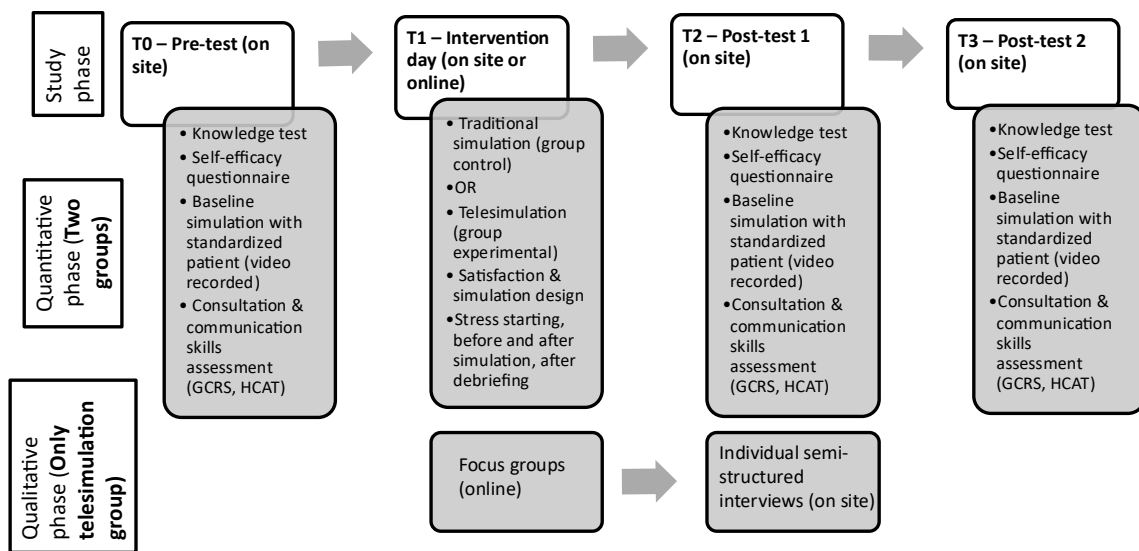 Study
phase
T0 – Pre-test (on
site)
T1 – Intervention
day (on site or
online)
T2 – Post-test 1
(on site)
T3 – Post-test 2
(on site)
Quantitative
phase (Two
groups)
• Knowledge test
• Self-efficacy
questionnaire
• Baseline
simulation with
standardized
patient (video
recorded)
• Consultation &
communication
skills
assessment
(GCRS, HCAT)
• Traditional
simulation (group
control)
• OR
• Telesimulation
(group
experimental)
• Satisfaction &
simulation design
•Stress starting,
before and after
simulation, after
debriefing
•Knowledge test
•Self-efficacy
questionnaire
•Baseline
simulation with
standardized
patient (video
recorded)
•Consultation &
communication
skills
assessment
(GCRS, HCAT)
• Knowledge test
• Self-efficacy
questionnaire
• Baseline
simulation with
standardized
patient (video
recorded)
• Consultation &
communication
skills
assessment
(GCRS, HCAT)
Qualitative
phase (Only
telesimulation
group)
Focus groups
(online)
Individual semi-
structured
interviews (on site)